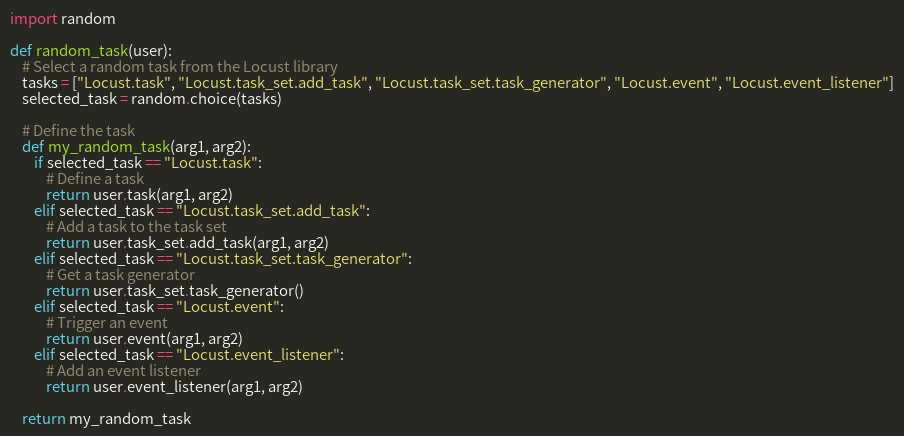 import random
def random_task(user):
# Select a random task from the Locust library
tasks = ["Locust.task", "Locust.task_set.add_task", "Locust.task_set.task_generator", "Locust.event", "Locust.event_listener"]
selected_task = random.choice(tasks)
# Define the task
def my_random_task(arg1, arg2):
if selected_task == "Locust.task":
# Define a task
return user.task(arg1, arg2)
elif selected_task == "Locust.task_set.add_task":
# Add a task to the task set
return user.task_set.add_task(arg1, arg2)
elif selected_task == "Locust.task_set.task_generator":
# Get a task generator
return user.task_set.task_generator()
elif selected_task == "Locust.event":
# Trigger an event
return user.event(arg1, arg2)
elif selected_task == "Locust.event_listener":
# Add an event listener
return user.event_listener(arg1, arg2)
return my_random_task